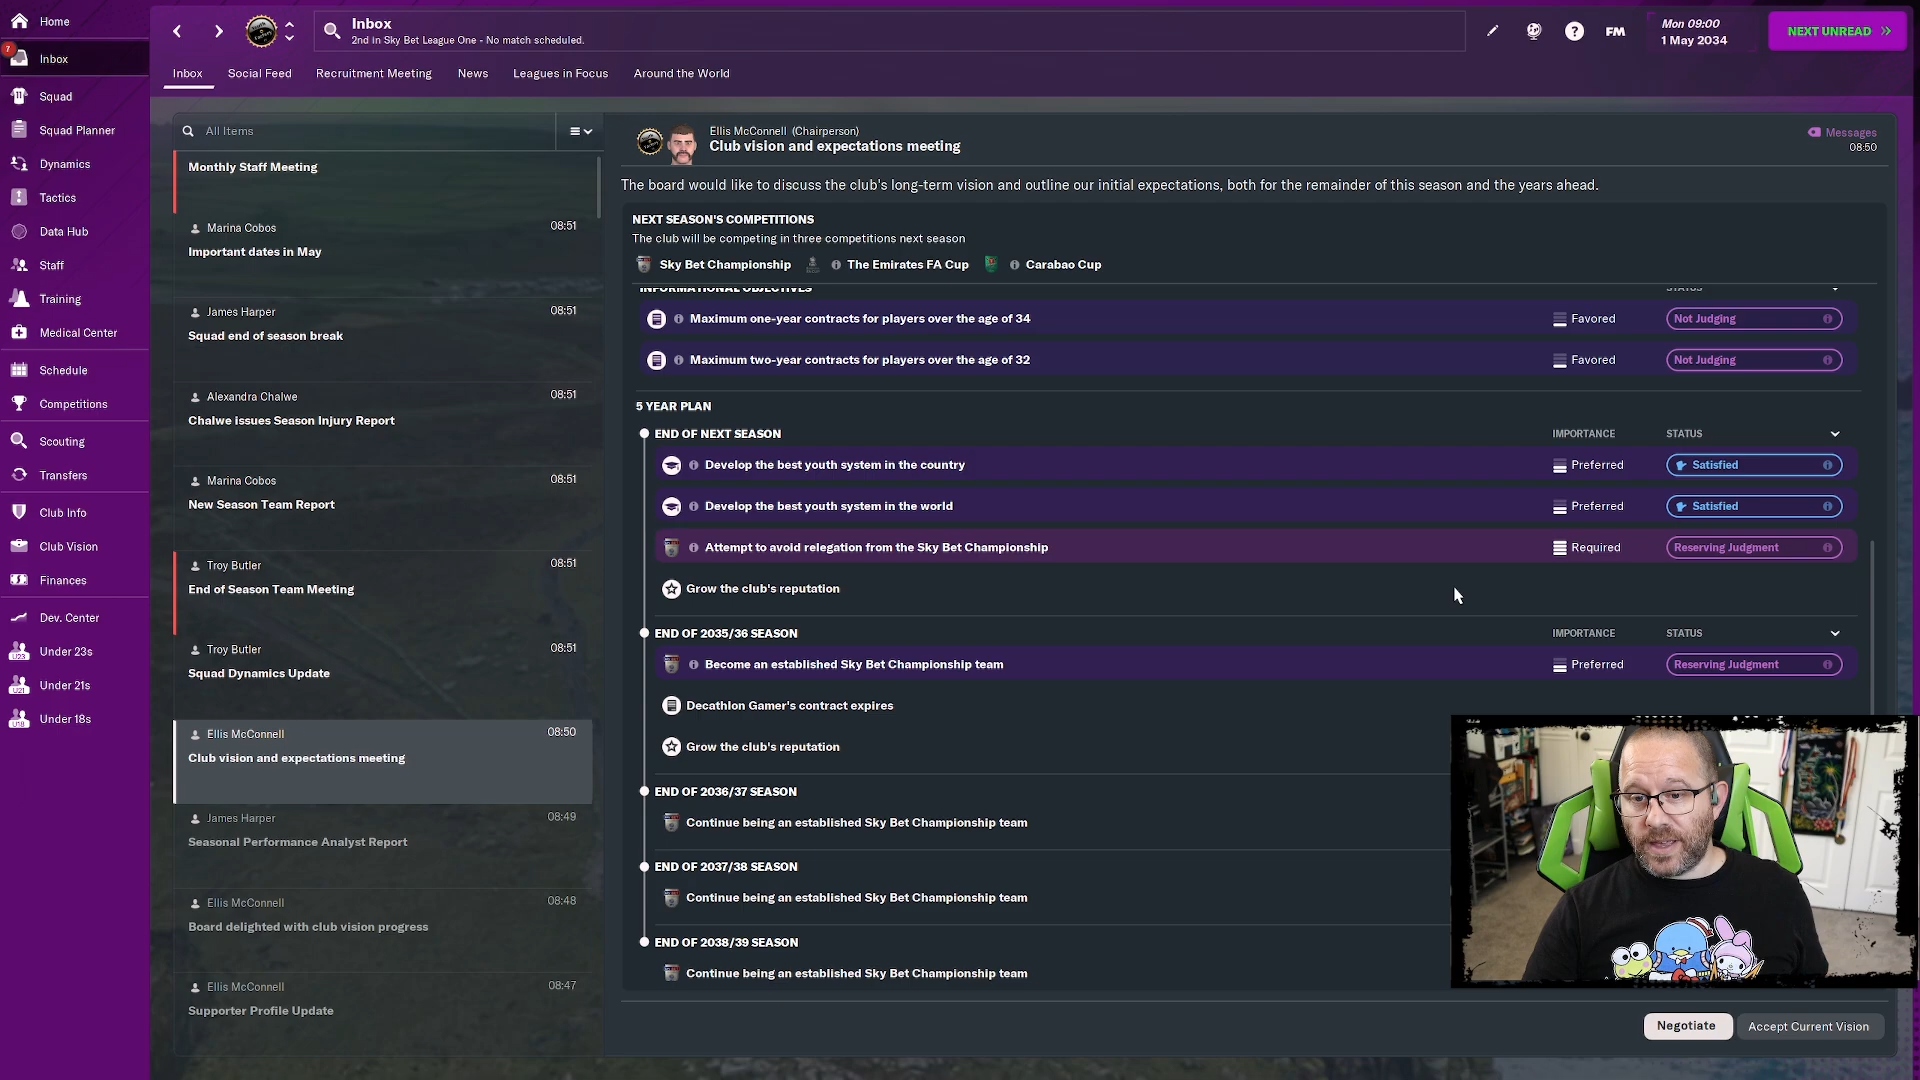 Home
7
Inbox
Squad
Squad Planner
Dynamics
Tactics
Data Hub
Staff
Training
Medical Center
Schedule
Competitions
Scouting
Transfers
Club Info
Club Vision
Finances
Dev. Center
U23
Under 23s
U21
Under 21s
U18
Under 18s
Inbox
2nd in Sky Bet League One - No match scheduled.
?
FM
Mon 09:00
1 May 2034
NEXT UNREAD
Inbox
Social Feed
Recruitment Meeting
News
Leagues in Focus
Around the World
All Items
Monthly Staff Meeting
Marina Cobos 08:51
Important dates in May
James Harper 08:51
Squad end of season break
Alexandra Chalwe 08:51
Chalwe issues Season Injury Report
Marina Cobos 08:51
New Season Team Report
Troy Butler 08:51
End of Season Team Meeting
Troy Butler 08:51
Squad Dynamics Update
Ellis McConnell 08:50
Club vision and expectations meeting
James Harper 08:49
Seasonal Performance Analyst Report
Ellis McConnell 08:48
Board delighted with club vision progress
Ellis McConnell 08:47
Supporter Profile Update
Ellis McConnell (Chairperson)
Club vision and expectations meeting
Messages
08:50
The board would like to discuss the club's long-term vision and outline our initial expectations, both for the remainder of this season and the years ahead.
NEXT SEASON'S COMPETITIONS
The club will be competing in three competitions next season
Sky Bet Championship The Emirates FA Cup Carabao Cup
INFORMATIONAL OBJECTIVES STATUS
Maximum one-year contracts for players over the age of 34 Favored Not Judging
Maximum two-year contracts for players over the age of 32 Favored Not Judging
5 YEAR PLAN
END OF NEXT SEASON IMPORTANCE STATUS
Develop the best youth system in the country Preferred Satisfied
Develop the best youth system in the world Preferred Satisfied
Attempt to avoid relegation from the Sky Bet Championship Required Reserving Judgment
Grow the club's reputation
END OF 2035/36 SEASON IMPORTANCE STATUS
Become an established Sky Bet Championship team Preferred Reserving Judgment
Decathlon Gamer's contract expires
Grow the club's reputation
END OF 2036/37 SEASON
Continue being an established Sky Bet Championship team
END OF 2037/38 SEASON
Continue being an established Sky Bet Championship team
END OF 2038/39 SEASON
Continue being an established Sky Bet Championship team
Negotiate
Accept Current Vision